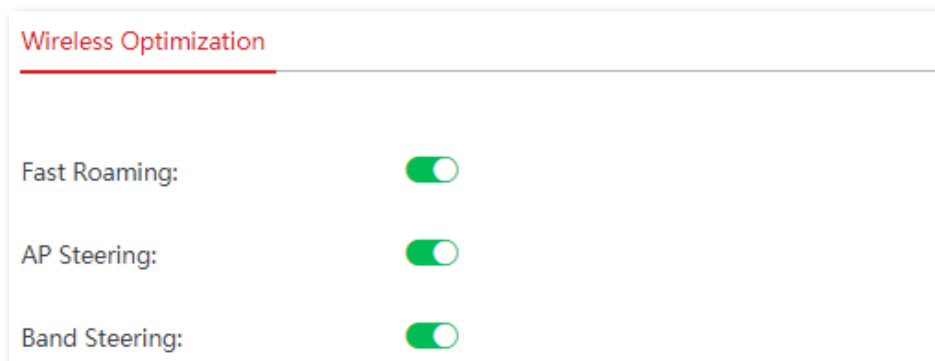 Wireless Optimization
Fast Roaming:
AP Steering:
Band Steering: